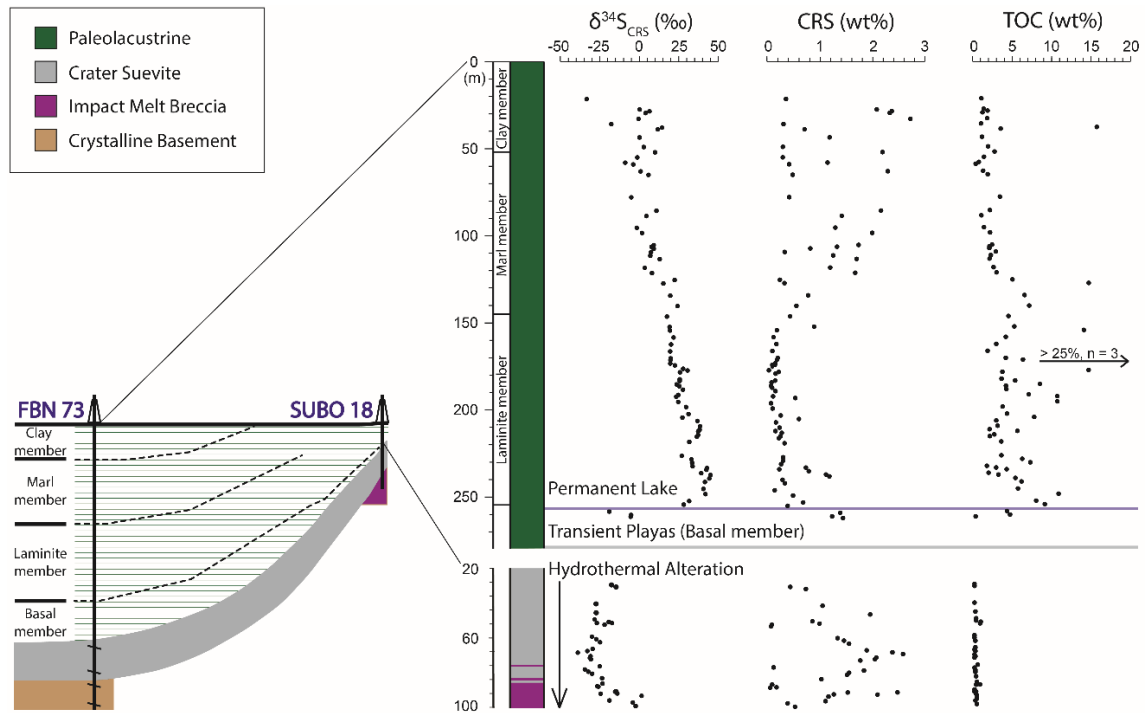 Paleolacustrine
Crater Suevite
Impact Melt Breccia
Crystalline Basement
δ34SCRS (‰)
CRS (wt%)
TOC (wt%)
-50 -25 0 25 50
0 1 2 3
0 5 10 15 20
0
(m)
50
100
150
200
250
Clay member
Marl member
Laminite member
> 25%, n = 3
Permanent Lake
Transient Playas (Basal member)
Hydrothermal Alteration
20
60
100
FBN 73
SUBO 18
Clay
member
Marl
member
Laminite
member
Basal
member